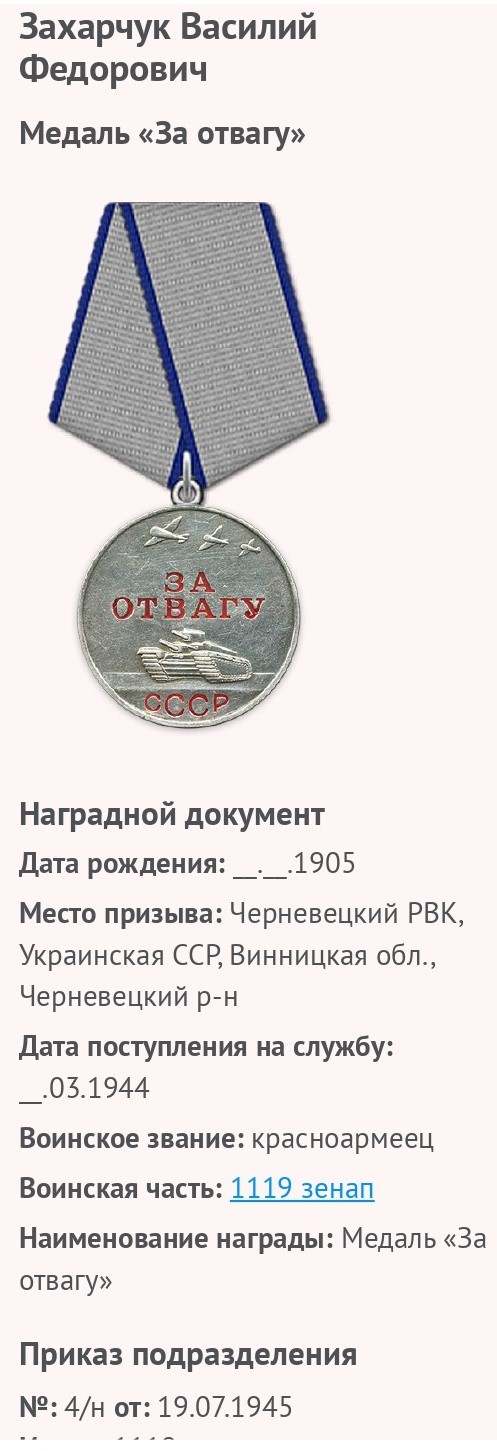 Захарчук Василий
Федорович
Медаль «За отвагу»
ЗА
ОТВАГУ
СССР
Наградной документ
Дата рождения: __.__.1905
Место призыва: Черневецкий РВК,
Украинская ССР, Винницкая обл.,
Черневецкий р-н
Дата поступления на службу:
__.03.1944
Воинское звание: красноармеец
Воинская часть: 1119 зенап
Наименование награды: Медаль «За
отвагу»
Приказ подразделения
№: 4/н от: 19.07.1945